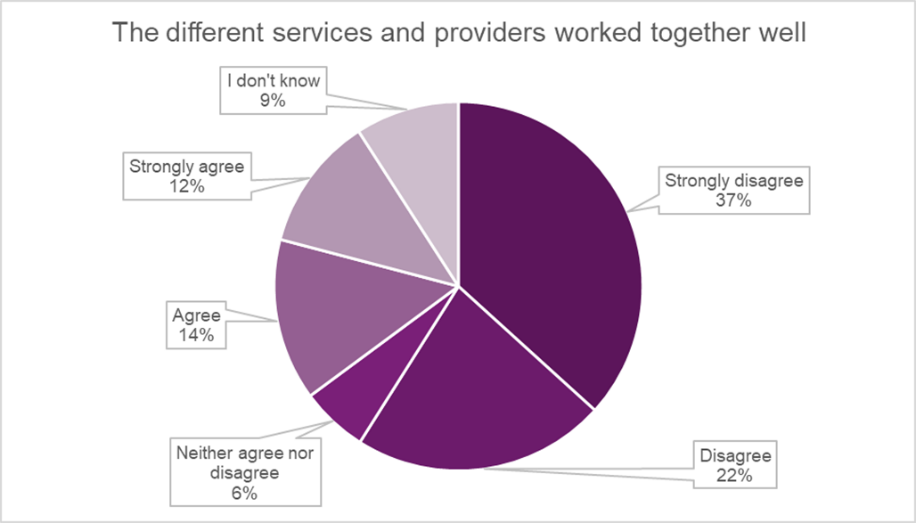 The different services and providers worked together well
I don't know
9%
Strongly agree
12%
Strongly disagree
37%
Agree
14%
Neither agree nor
disagree
6%
Disagree
22%